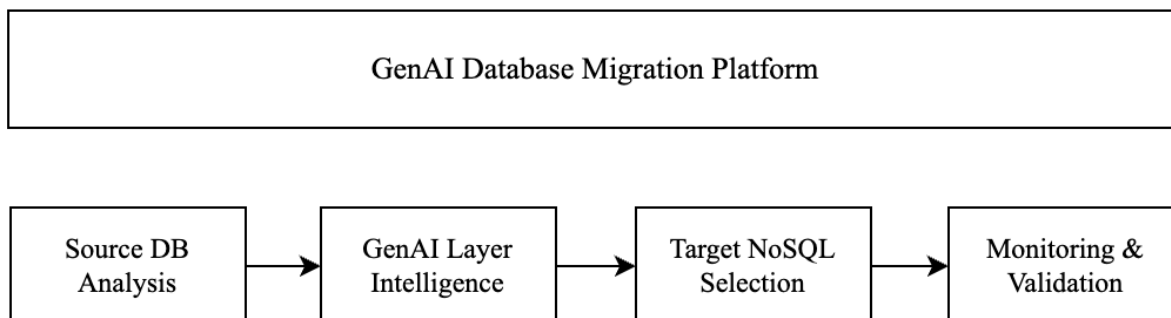 GenAI Database Migration Platform
Source DB
Analysis
GenAI Layer
Intelligence
Target NoSQL
Selection
Monitoring &
Validation